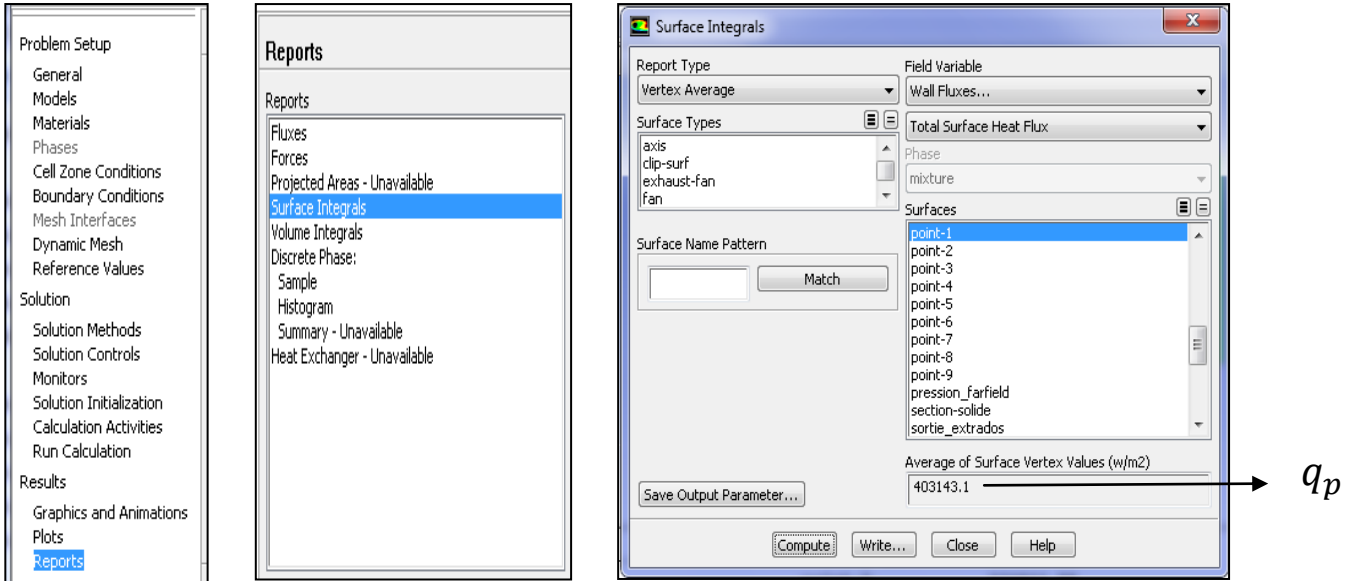 Problem Setup
General
Models
Materials
Phases
Cell Zone Conditions
Boundary Conditions
Mesh Interfaces
Dynamic Mesh
Reference Values
Solution
Solution Methods
Solution Controls
Monitors
Solution Initialization
Calculation Activities
Run Calculation
Results
Graphics and Animations
Plots
Reports
Reports
Reports
Fluxes
Forces
Projected Areas - Unavailable
Surface Integrals
Volume Integrals
Discrete Phase:
Sample
Histogram
Summary - Unavailable
Heat Exchanger - Unavailable
Surface Integrals
Report Type
Vertex Average
Surface Types
axis
clip-surf
exhaust-fan
fan
Surface Name Pattern
Match
Save Output Parameter...
Field Variable
Wall Fluxes...
Total Surface Heat Flux
Phase
mixture
Surfaces
point-1
point-2
point-3
point-4
point-5
point-6
point-7
point-8
point-9
pression_farfield
section-solide
sortie_extrados
Average of Surface Vertex Values (w/m2)
403143.1
Compute Write... Close Help
q_p